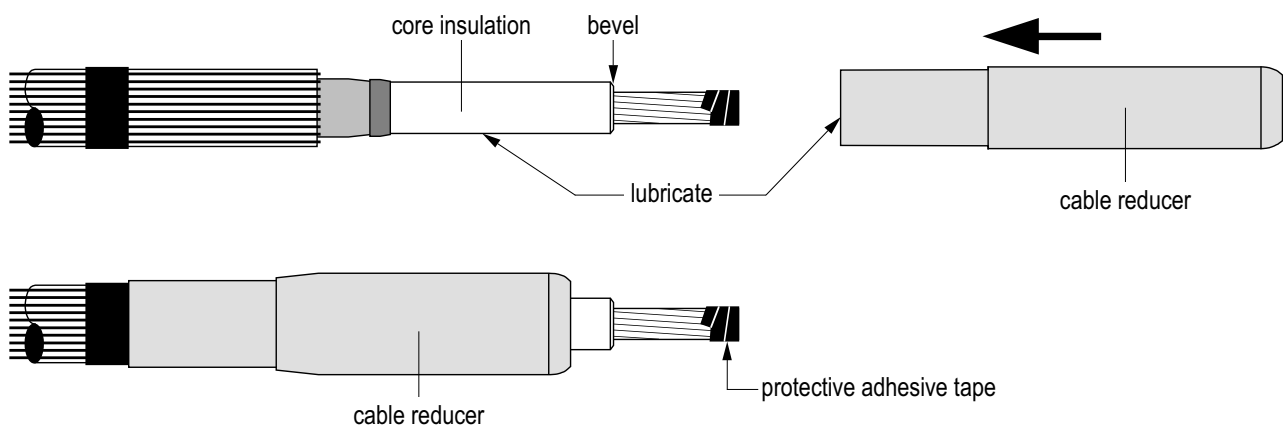 core insulation
bevel
lubricate
cable reducer
protective adhesive tape
cable reducer